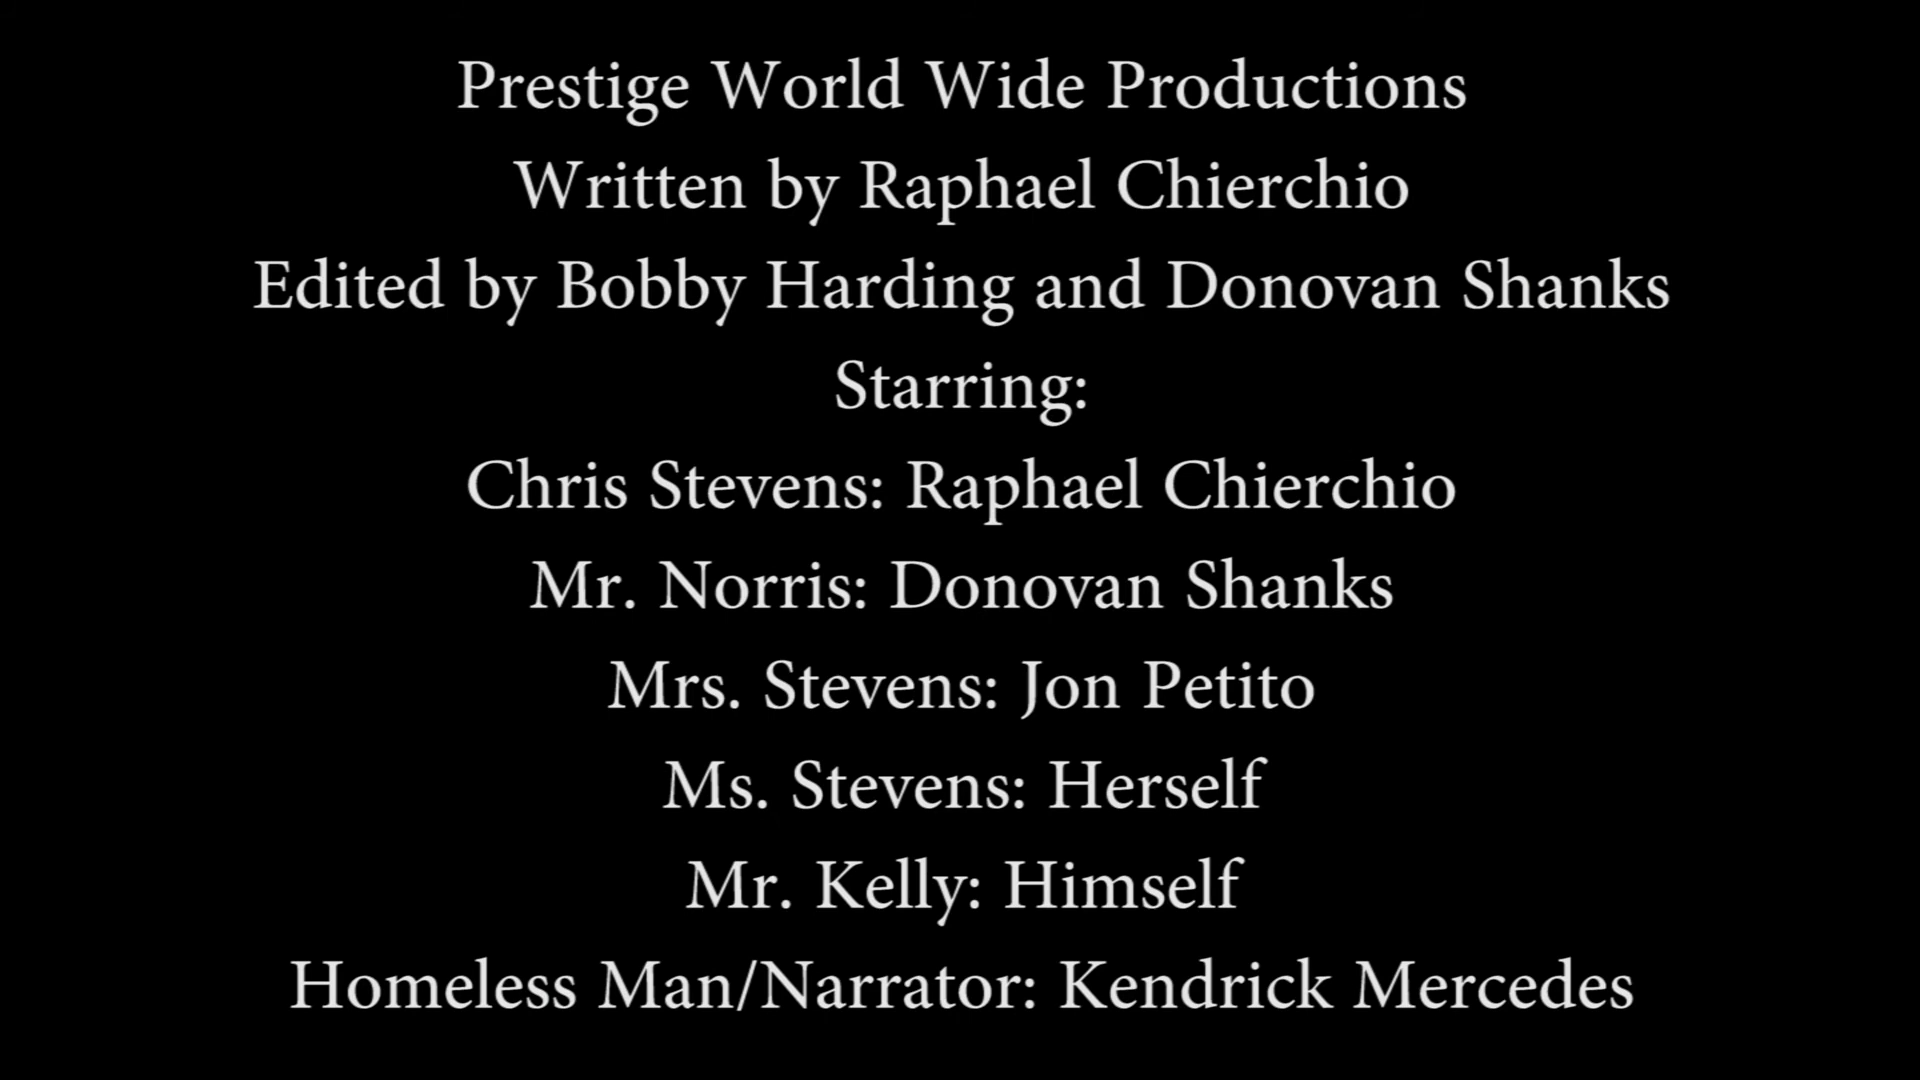 Prestige World Wide Productions
Written by Raphael Chierchio
Edited by Bobby Harding and Donovan Shanks
Starring:
Chris Stevens: Raphael Chierchio
Mr. Norris: Donovan Shanks
Mrs. Stevens: Jon Petito
Ms. Stevens: Herself
Mr. Kelly: Himself
Homeless Man/Narrator: Kendrick Mercedes